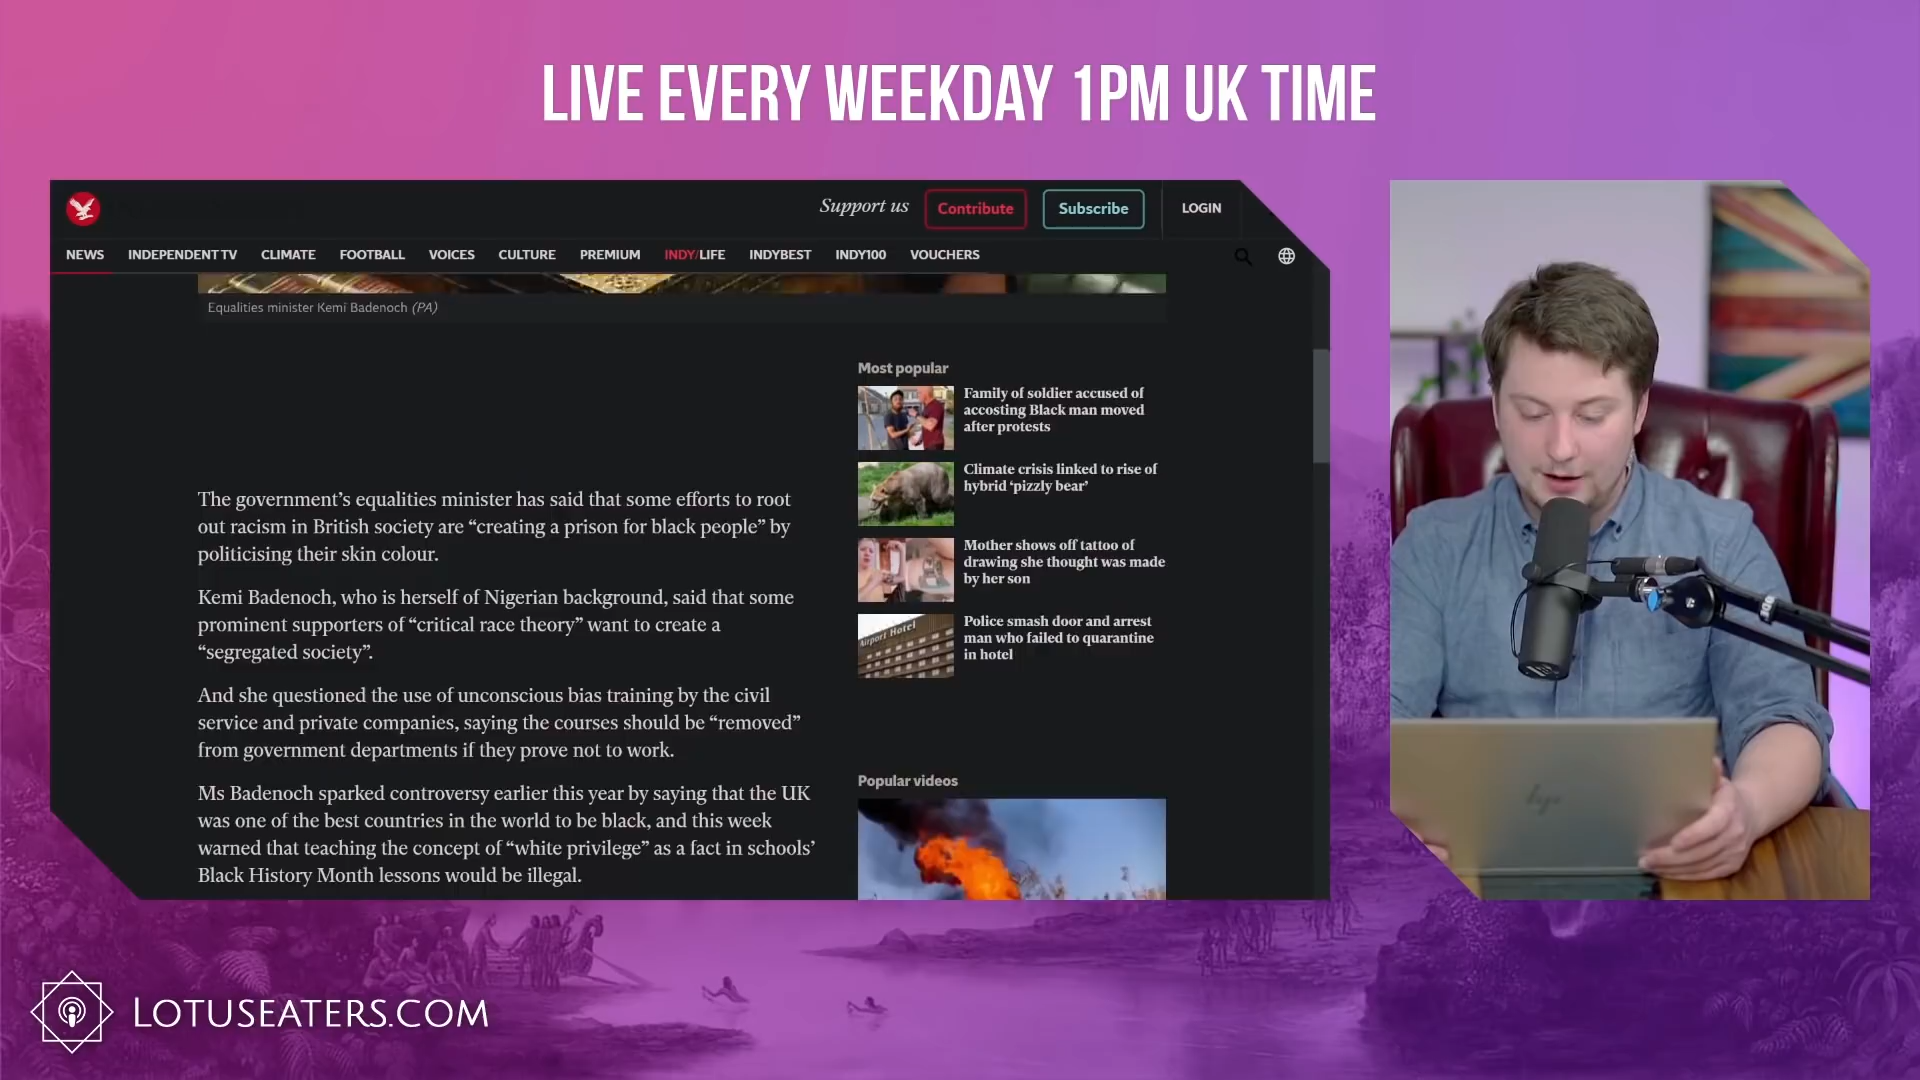 LIVE EVERY WEEKDAY 1PM UK TIME
Support us
Contribute
Subscribe
LOGIN
NEWS
INDEPENDENT TV
CLIMATE
FOOTBALL
VOICES
CULTURE
PREMIUM
INDY/LIFE
INDYBEST
INDY100
VOUCHERS
Equalities minister Kemi Badenoch (PA)
The government’s equalities minister has said that some efforts to root
out racism in British society are “creating a prison for black people” by
politicising their skin colour.
Kemi Badenoch, who is herself of Nigerian background, said that some
prominent supporters of “critical race theory” want to create a
“segregated society”.
And she questioned the use of unconscious bias training by the civil
service and private companies, saying the courses should be “removed”
from government departments if they prove not to work.
Ms Badenoch sparked controversy earlier this year by saying that the UK
was one of the best countries in the world to be black, and this week
warned that teaching the concept of “white privilege” as a fact in schools’
Black History Month lessons would be illegal.
Most popular
Family of soldier accused of
accosting Black man moved
after protests
Climate crisis linked to rise of
hybrid ‘pizzly bear’
Mother shows off tattoo of
drawing she thought was made
by her son
Airport Hotel
Police smash door and arrest
man who failed to quarantine
in hotel
Popular videos
hp
LOTUSEATERS.COM